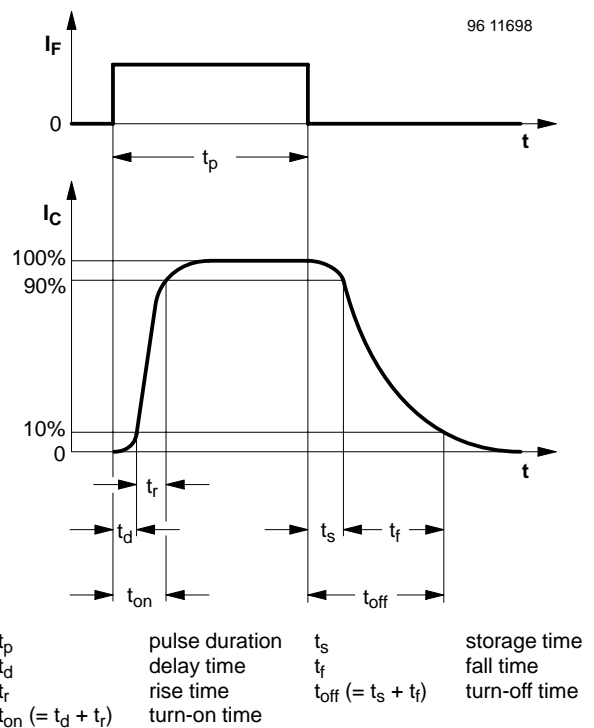 96 11698
I_F
0
t
t_p
I_C
100%
90%
10%
0
t
t_r
t_d
t_s
t_f
t_on
t_off
t_p pulse duration t_s storage time
t_d delay time t_f fall time
t_r rise time t_off (= t_s + t_f) turn-off time
t_on (= t_d + t_r) turn-on time